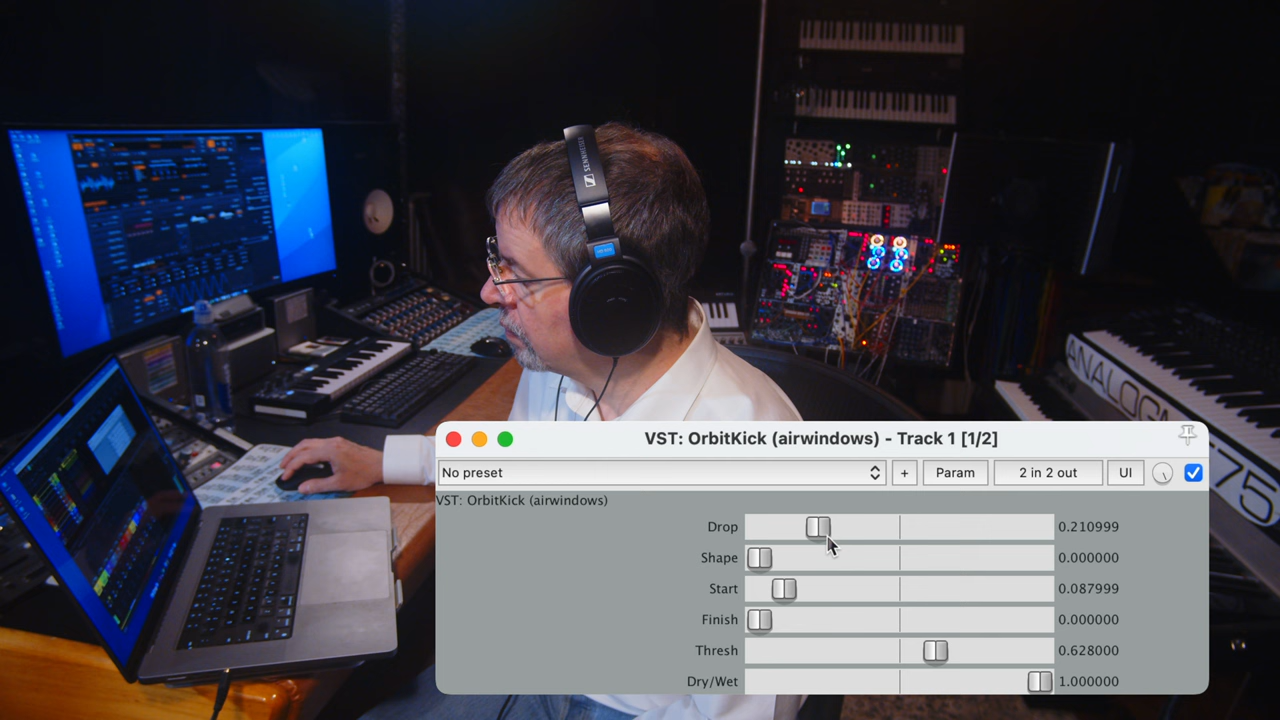 SENNHEISER
ANALOG
75
VST: OrbitKick (airwindows) - Track 1 [1/2]
No preset
+
Param
2 in 2 out
UI
VST: OrbitKick (airwindows)
Drop 0.210999
Shape 0.000000
Start 0.087999
Finish 0.000000
Thresh 0.628000
Dry/Wet 1.000000